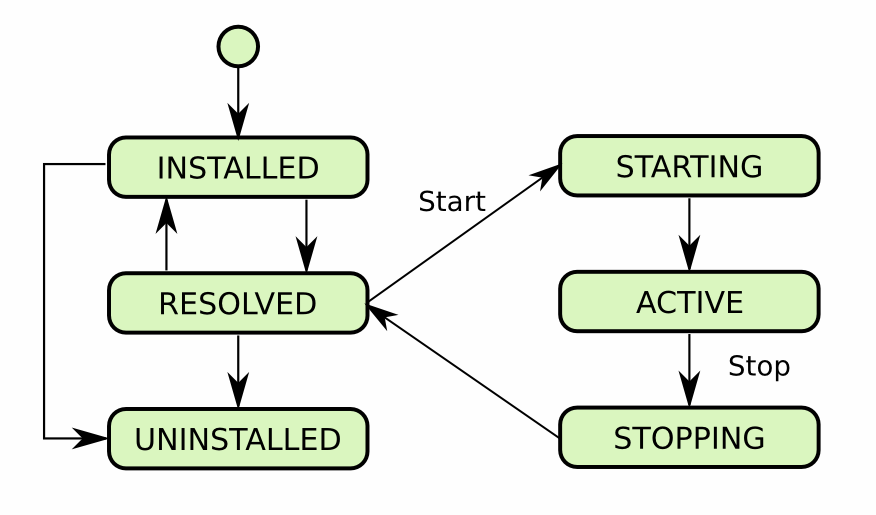 INSTALLED
RESOLVED
UNINSTALLED
Start
STARTING
ACTIVE
Stop
STOPPING